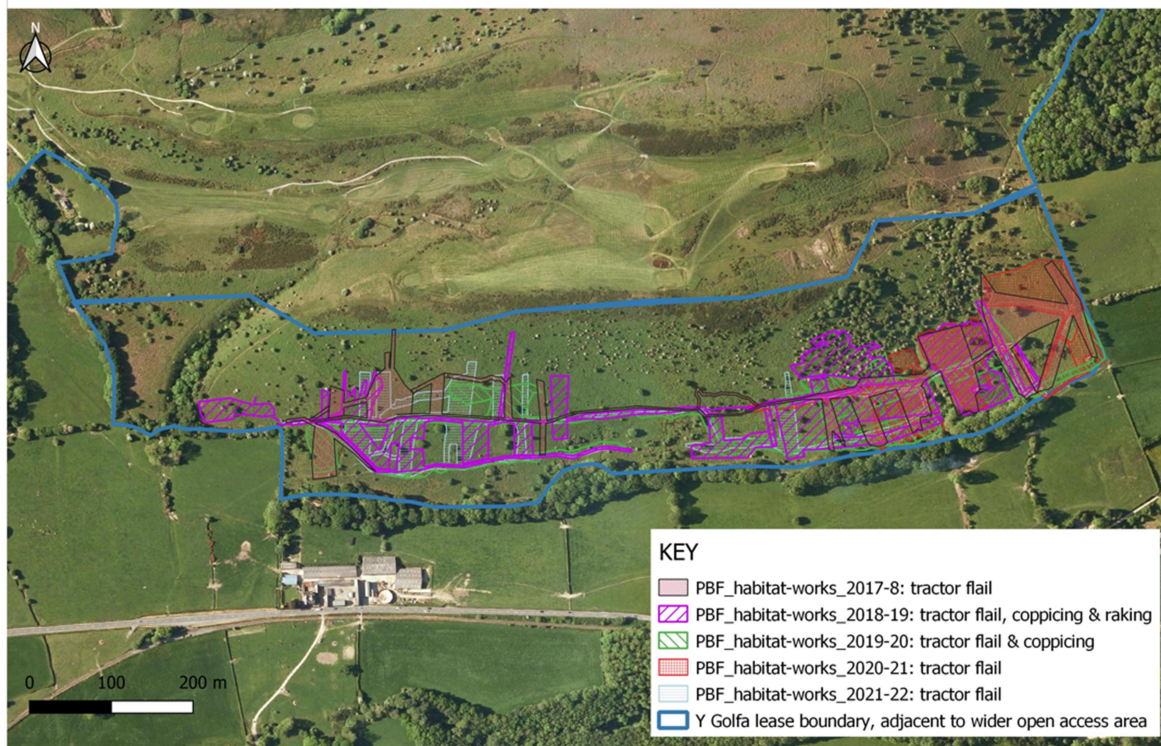 N
KEY
PBF_habitat-works_2017-8: tractor flail
PBF_habitat-works_2018-19: tractor flail, coppicing & raking
PBF_habitat-works_2019-20: tractor flail & coppicing
PBF_habitat-works_2020-21: tractor flail
PBF_habitat-works_2021-22: tractor flail
Y Golfa lease boundary, adjacent to wider open access area
0 100 200 m